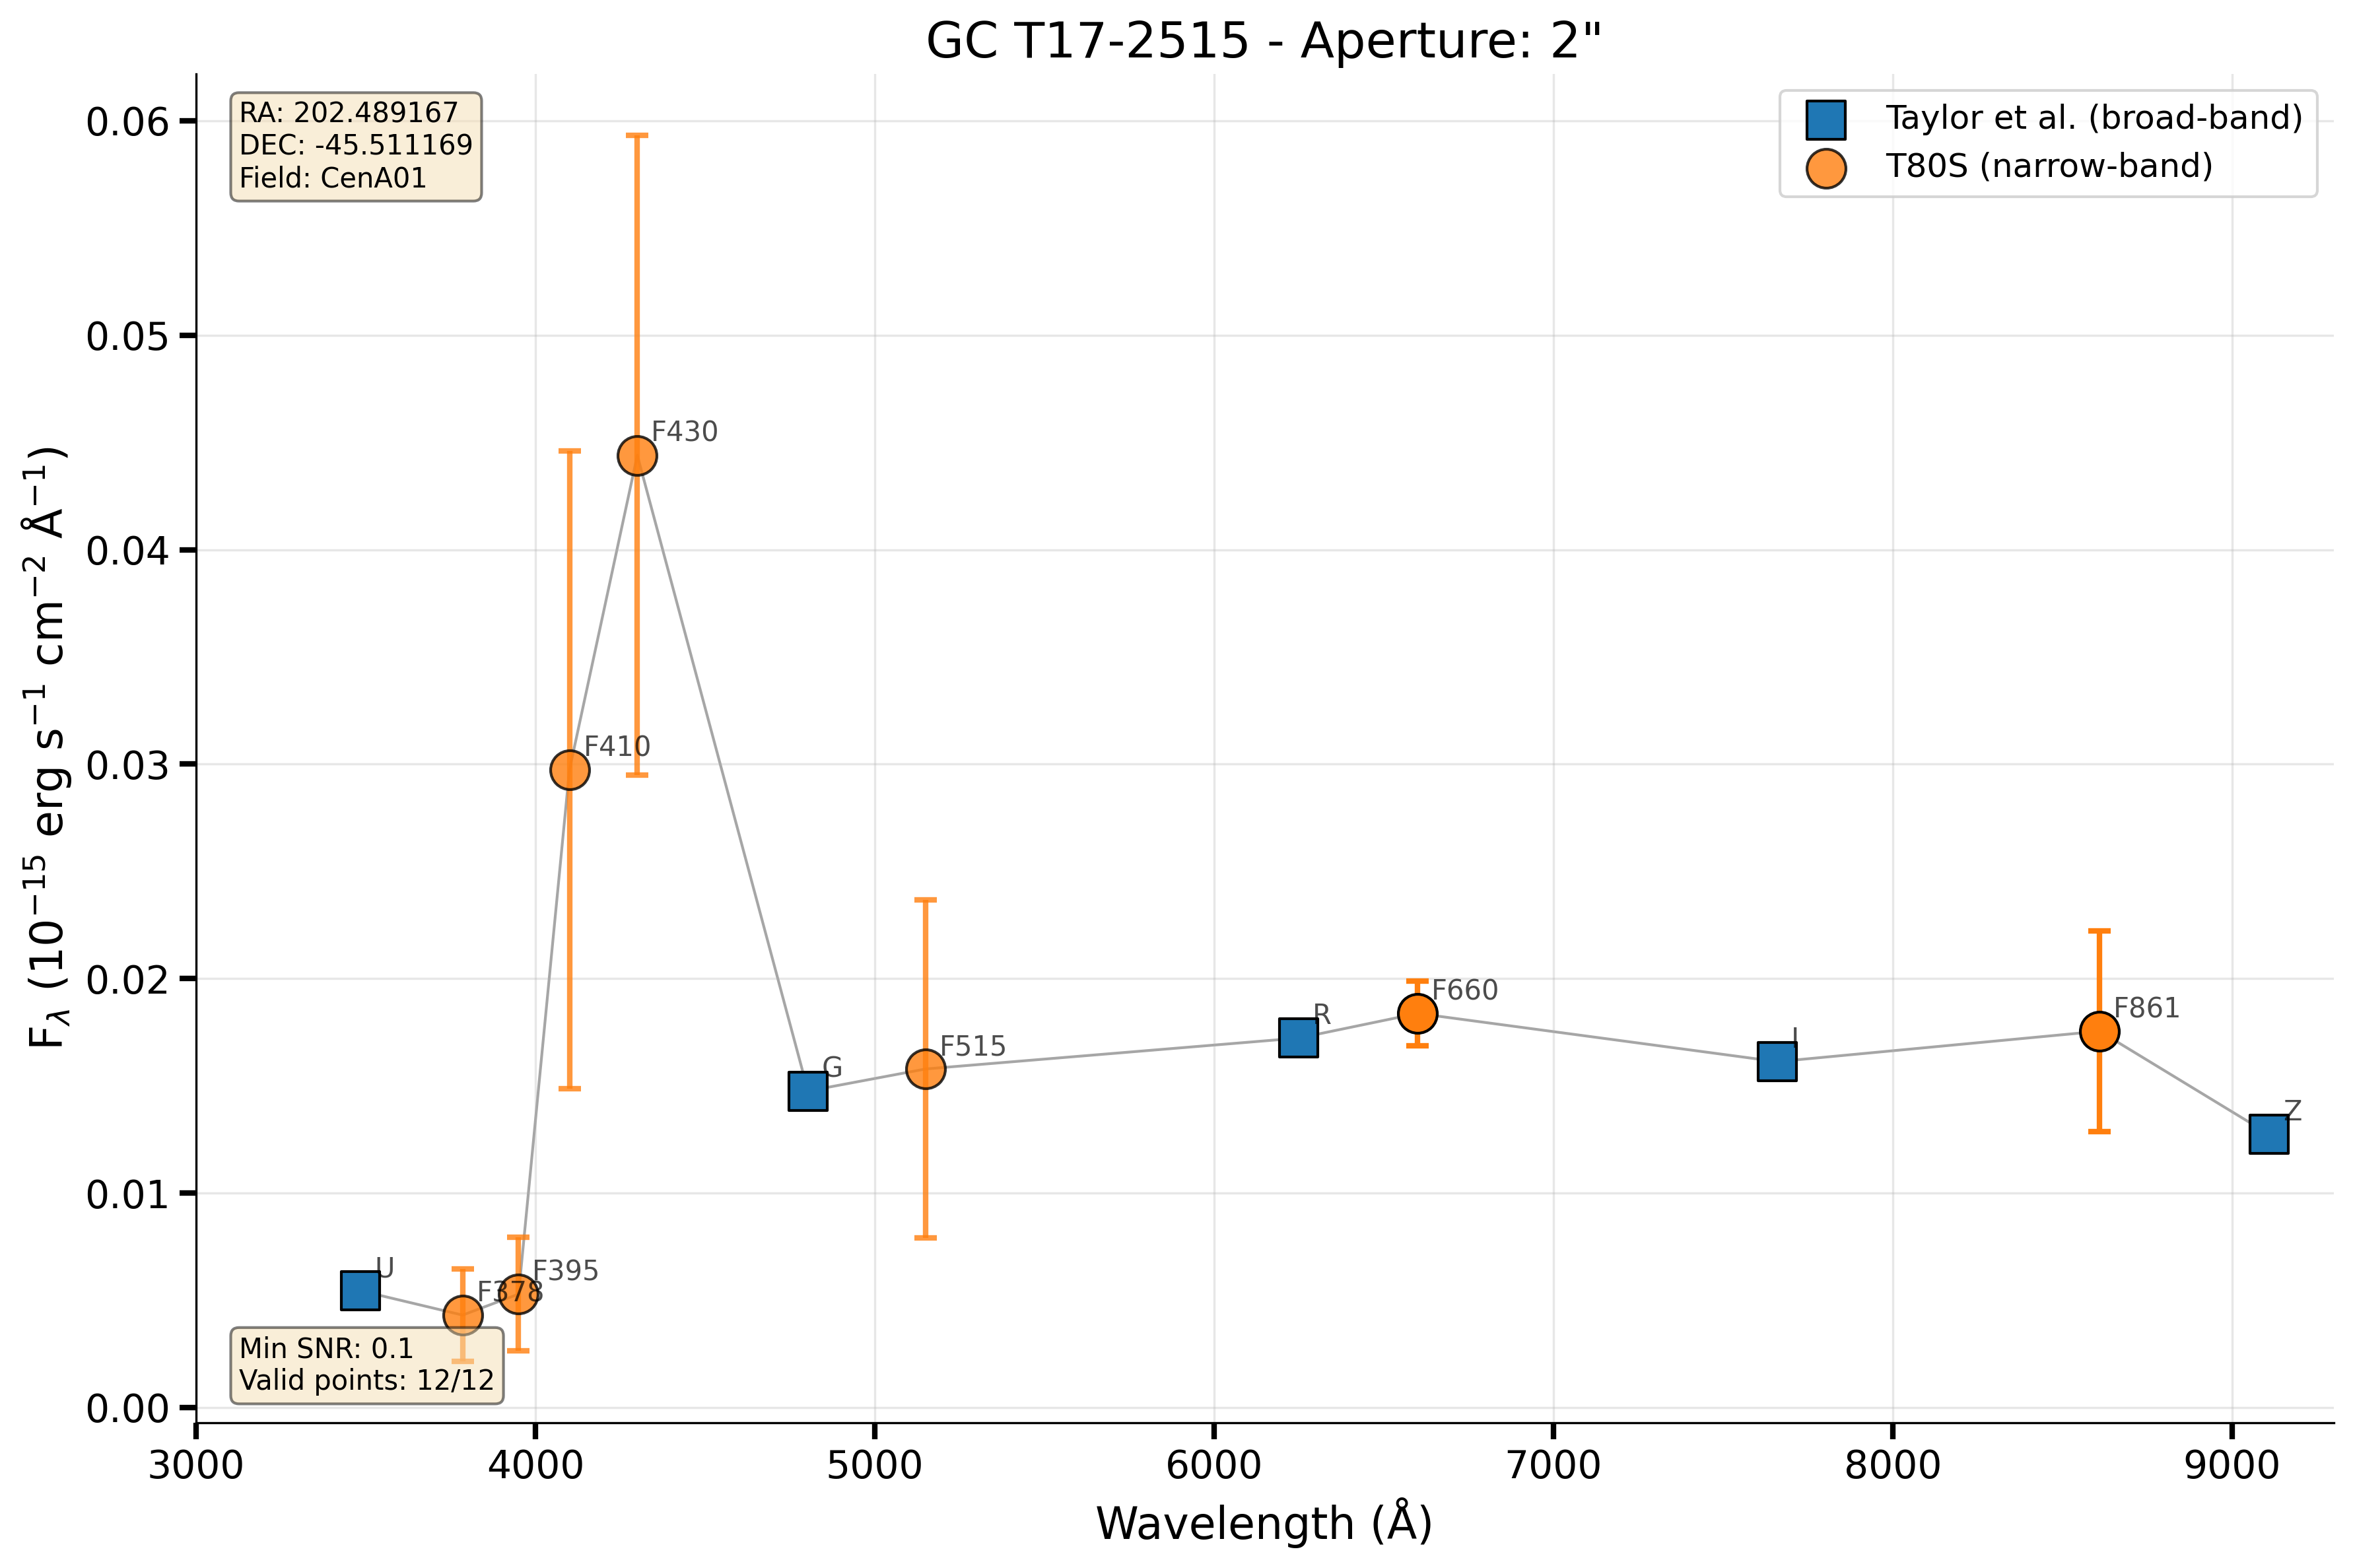 GC T17-2515 - Aperture: 2"
RA: 202.489167
DEC: -45.511169
Field: CenA01
Taylor et al. (broad-band)
T80S (narrow-band)
0.06
0.05
0.04
0.03
0.02
0.01
0.00
Fλ (10⁻¹⁵ erg s⁻¹ cm⁻² Å⁻¹)
F430
F410
G
F515
R
F660
I
F861
Z
U
F378
F395
Min SNR: 0.1
Valid points: 12/12
3000
4000
5000
6000
7000
8000
9000
Wavelength (Å)